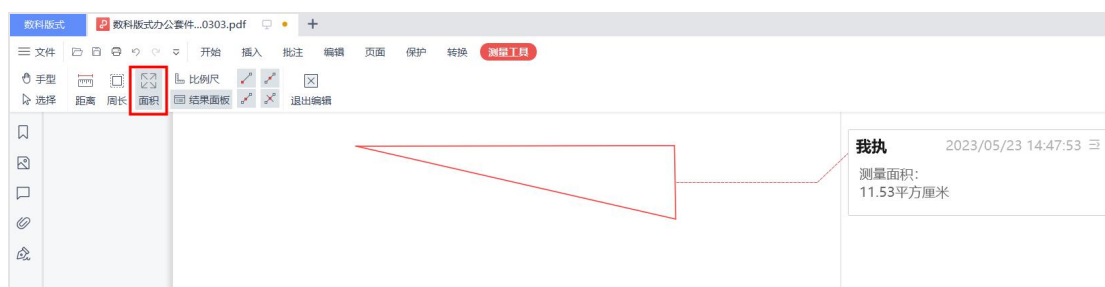 数科版式 数科版式办公套件...0303.pdf
文件 开始 插入 批注 编辑 页面 保护 转换 测量工具
手型 比例尺
选择 距离 周长 面积 结果面板 退出编辑
我执 2023/05/23 14:47:53
测量面积：
11.53平方厘米